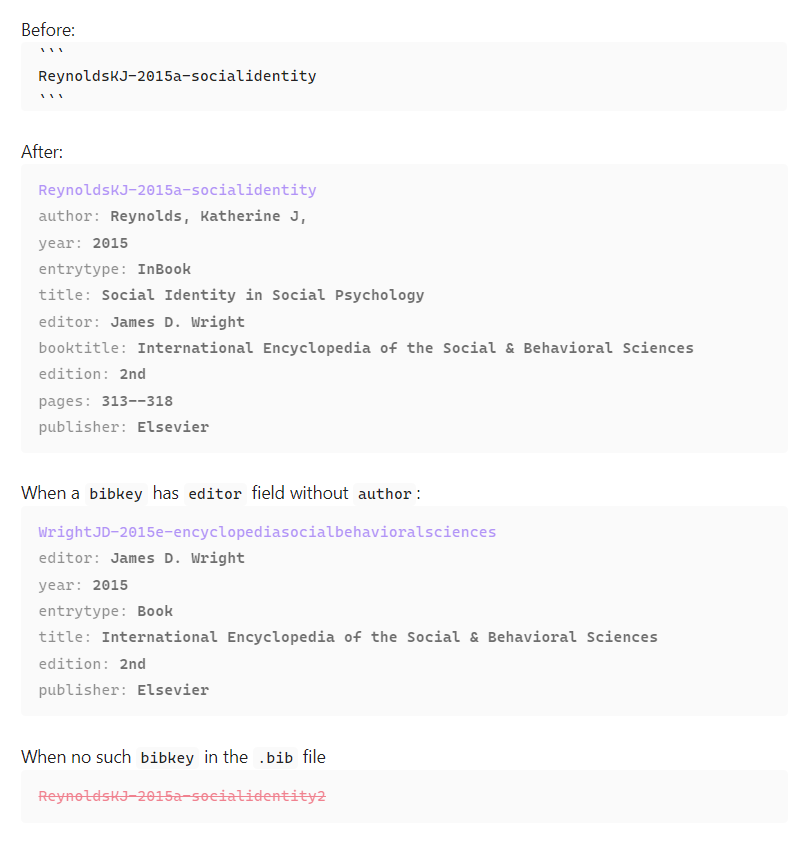 Before:
```
ReynoldsKJ-2015a-socialidentity
```
After:
ReynoldsKJ-2015a-socialidentity
author: Reynolds, Katherine J,
year: 2015
entrytype: InBook
title: Social Identity in Social Psychology
editor: James D. Wright
booktitle: International Encyclopedia of the Social & Behavioral Sciences
edition: 2nd
pages: 313--318
publisher: Elsevier
When a bibkey has editor field without author:
WrightJD-2015e-encyclopediasocialbehavioralsciences
editor: James D. Wright
year: 2015
entrytype: Book
title: International Encyclopedia of the Social & Behavioral Sciences
edition: 2nd
publisher: Elsevier
When no such bibkey in the .bib file
ReynoldsKJ-2015a-socialidentity2